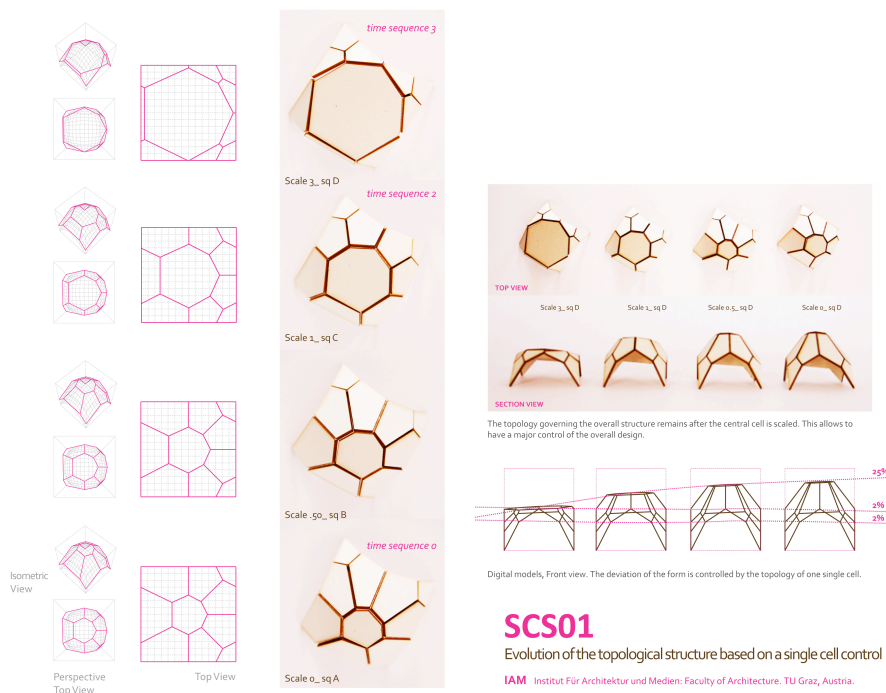 time sequence 3
Scale 3_ sq D
time sequence 2
Scale 1_ sq C
Scale .50_ sq B
time sequence 0
Scale 0_ sq A
Isometric
View
Perspective
Top View
Top View
TOP VIEW
Scale 3_ sq D
Scale 1_ sq D
Scale 0.5_ sq D
Scale 0_ sq D
SECTION VIEW
The topology governing the overall structure remains after the central cell is scaled. This allows to
have a major control of the overall design.
25%
2%
2%
Digital models, Front view. The deviation of the form is controlled by the topology of one single cell.
SCS01
Evolution of the topological structure based on a single cell control
IAM Institut Für Architektur und Medien: Faculty of Architecture. TU Graz, Austria.